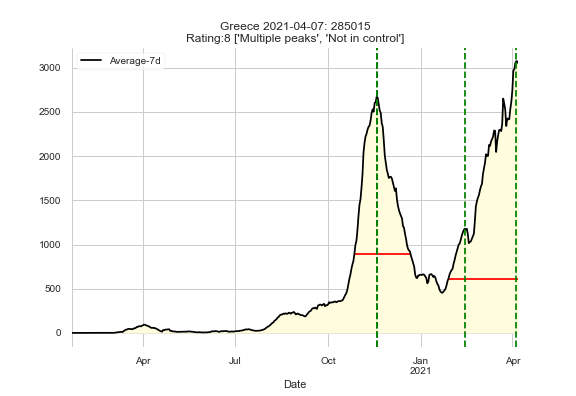 Greece 2021-04-07: 285015
Rating:8 ['Multiple peaks', 'Not in control']
Average-7d
3000
2500
2000
1500
1000
500
0
Apr
Jul
Oct
Jan
2021
Apr
Date